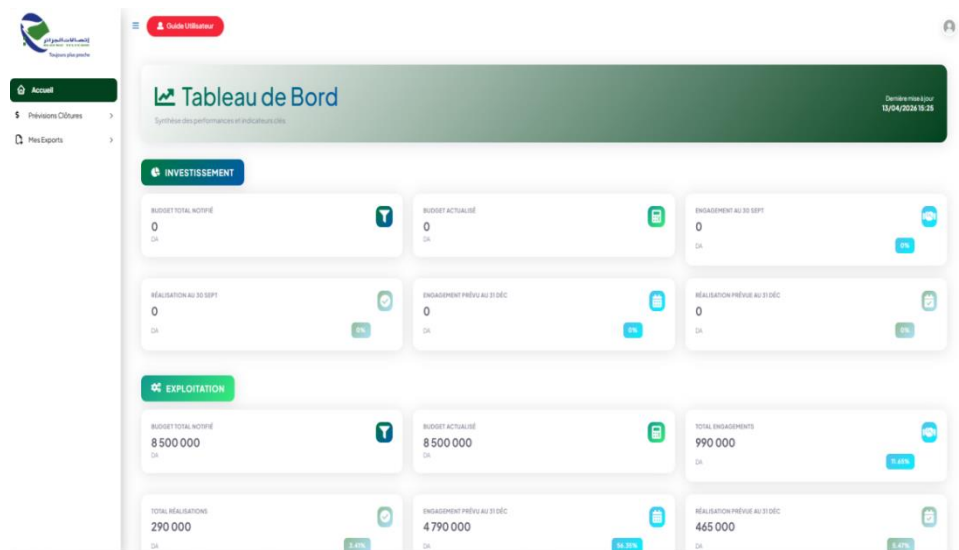 إتصالات الجزائر
ALGÉRIE TÉLÉCOM
Toujours plus proche
Guide Utilisateur
Accueil
Prévisions Clôtures
Mes Exports
Tableau de Bord
Synthèse des performances et indicateurs clés
Dernière mise à jour
13/04/2026 15:25
INVESTISSEMENT
BUDGET TOTAL NOTIFIÉ
0
DA
BUDGET ACTUALISÉ
0
DA
ENGAGEMENT AU 30 SEPT
0
DA
0%
RÉALISATION AU 30 SEPT
0
DA
0%
ENGAGEMENT PRÉVU AU 31 DÉC
0
DA
0%
RÉALISATION PRÉVUE AU 31 DÉC
0
DA
0%
EXPLOITATION
BUDGET TOTAL NOTIFIÉ
8 500 000
DA
BUDGET ACTUALISÉ
8 500 000
DA
TOTAL ENGAGEMENTS
990 000
DA
11.65%
TOTAL RÉALISATIONS
290 000
DA
3.41%
ENGAGEMENT PRÉVU AU 31 DÉC
4 790 000
DA
56.35%
RÉALISATION PRÉVUE AU 31 DÉC
465 000
DA
5.47%